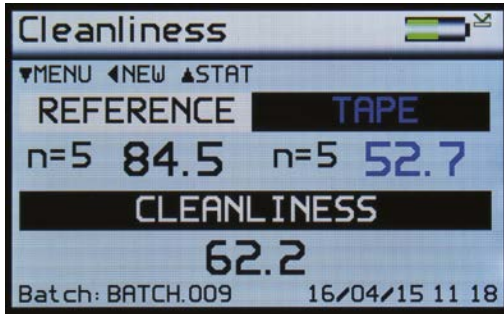 Cleanliness
▼MENU ◀NEW ▲STAT
REFERENCE TAPE
n=5 84.5 n=5 52.7
CLEANLINESS
62.2
Batch: BATCH.009 16/04/15 11 18